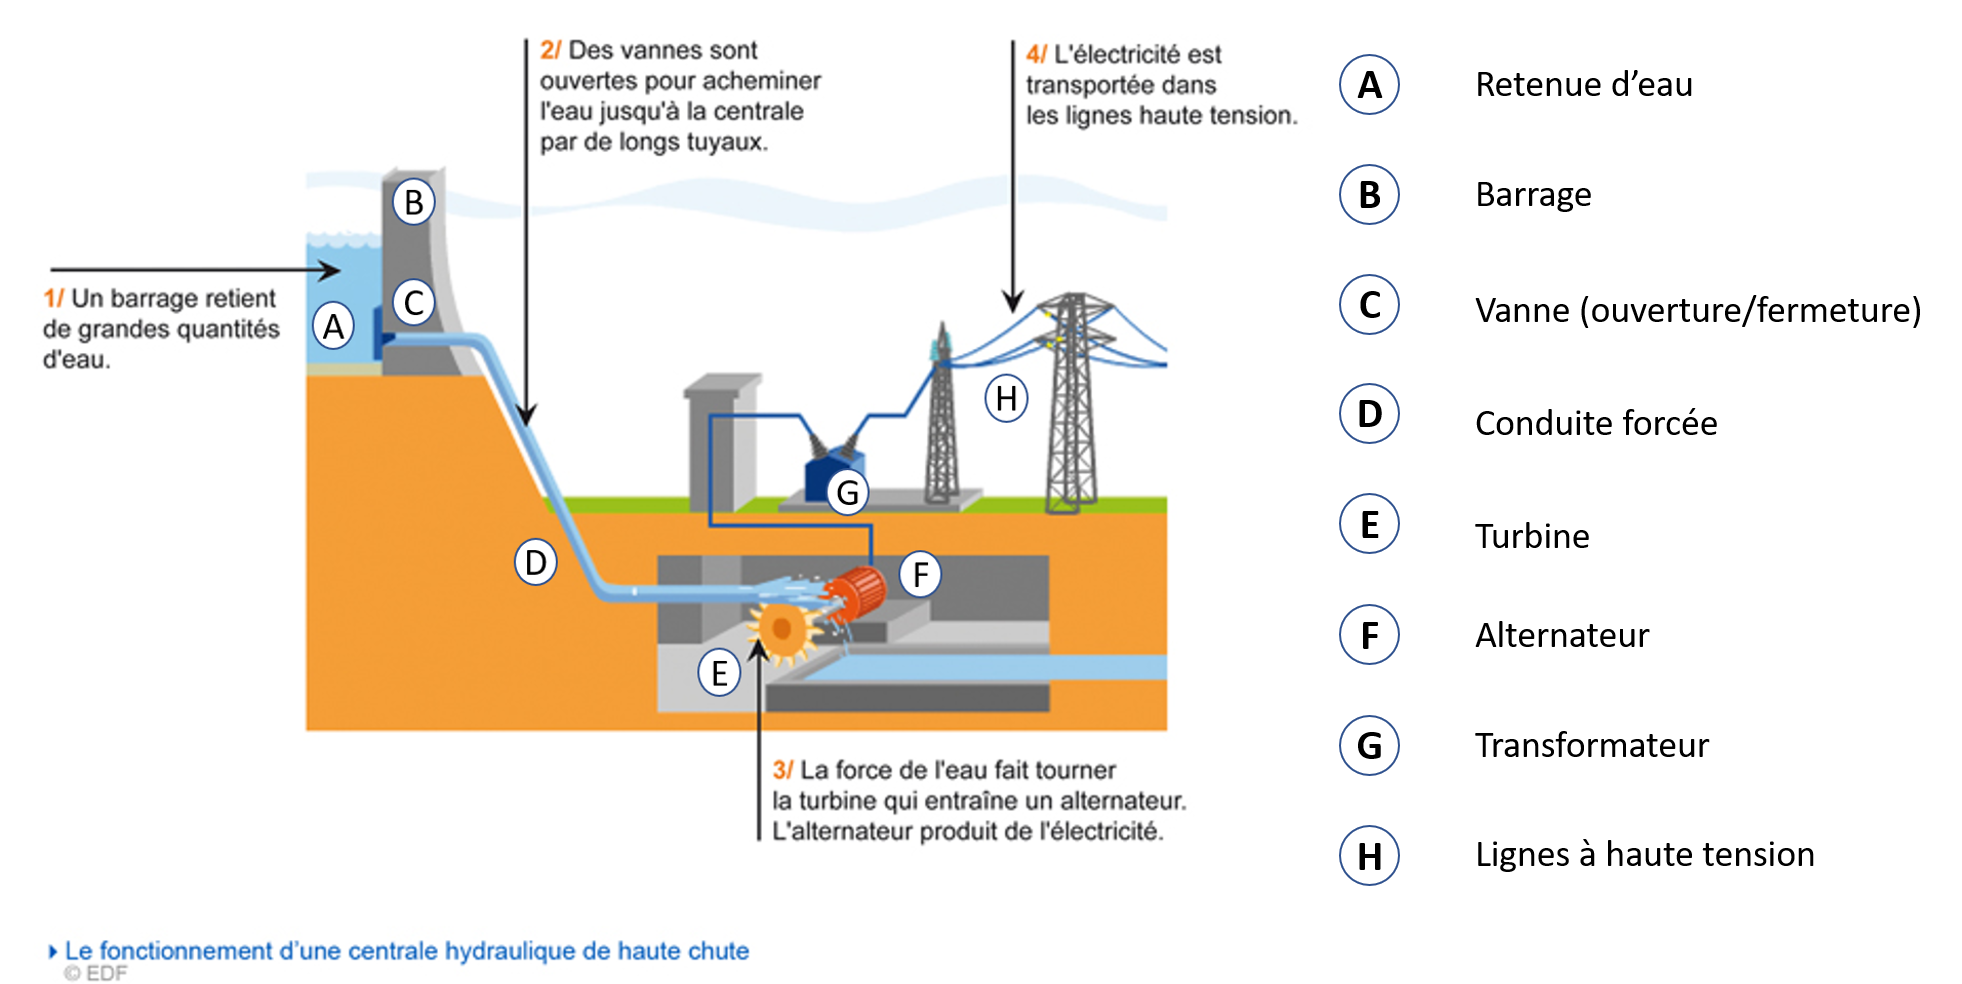 1/ Un barrage retient
de grandes quantités
d'eau.
2/ Des vannes sont
ouvertes pour acheminer
l'eau jusqu'à la centrale
par de longs tuyaux.
4/ L'électricité est
transportée dans
les lignes haute tension.
B
C
A
H
G
D
F
E
3/ La force de l'eau fait tourner
la turbine qui entraîne un alternateur.
L'alternateur produit de l'électricité.
A Retenue d’eau
B Barrage
C Vanne (ouverture/fermeture)
D Conduite forcée
E Turbine
F Alternateur
G Transformateur
H Lignes à haute tension
Le fonctionnement d’une centrale hydraulique de haute chute
© EDF